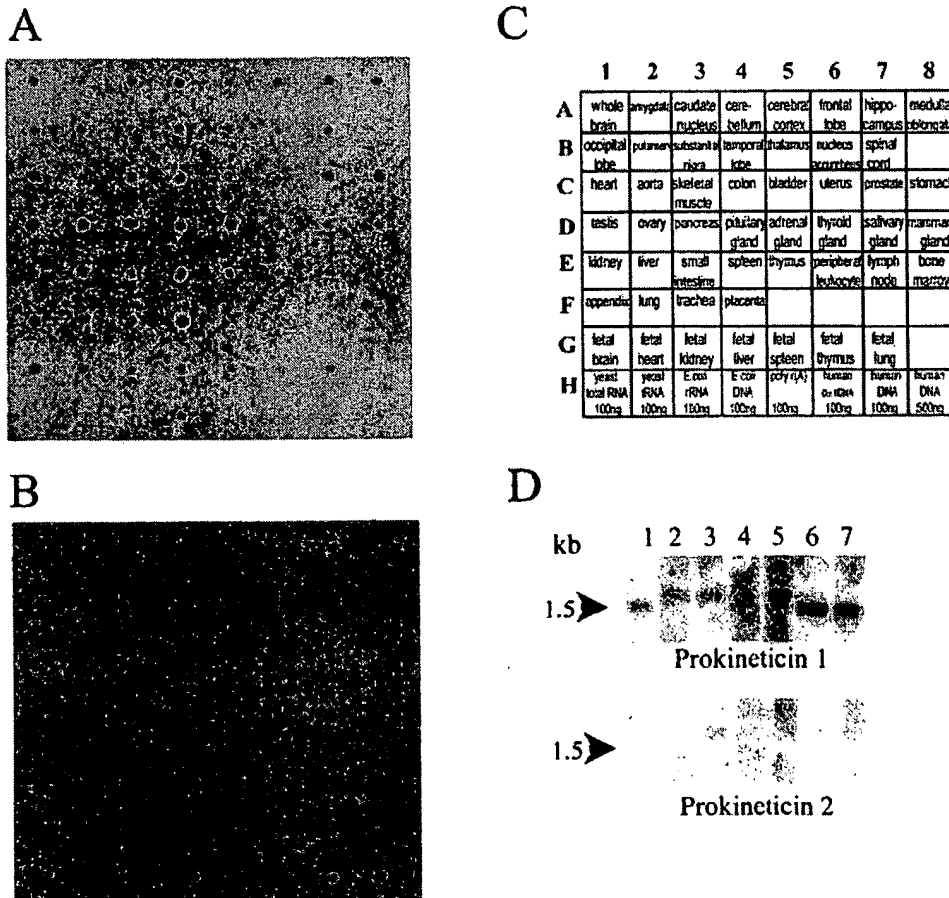 A
C
1 2 3 4 5 6 7 8
A whole brain amygdala caudate nucleus cere-bellum cerebral cortex frontal lobe hippo-campus medulla oblongata
B occipital lobe putamen substantia nigra temporal lobe thalamus nucleus accumbens spinal cord
C heart aorta skeletal muscle colon bladder uterus prostate stomach
D testis ovary pancreas pituitary gland adrenal gland thyroid gland salivary gland mammary gland
E kidney liver small intestine spleen thymus peripheral leukocyte lymph node bone marrow
F appendix lung trachea placenta
G fetal brain fetal heart fetal kidney fetal liver fetal spleen fetal thymus fetal lung
H yeast total RNA 100ng yeast tRNA 100ng E.coli rRNA 100ng E.coli DNA 100ng poly r(A) 100ng human DNA 100ng human DNA 100ng human DNA 500ng
B
D
kb 1 2 3 4 5 6 7
1.5
Prokineticin 1
1.5
Prokineticin 2